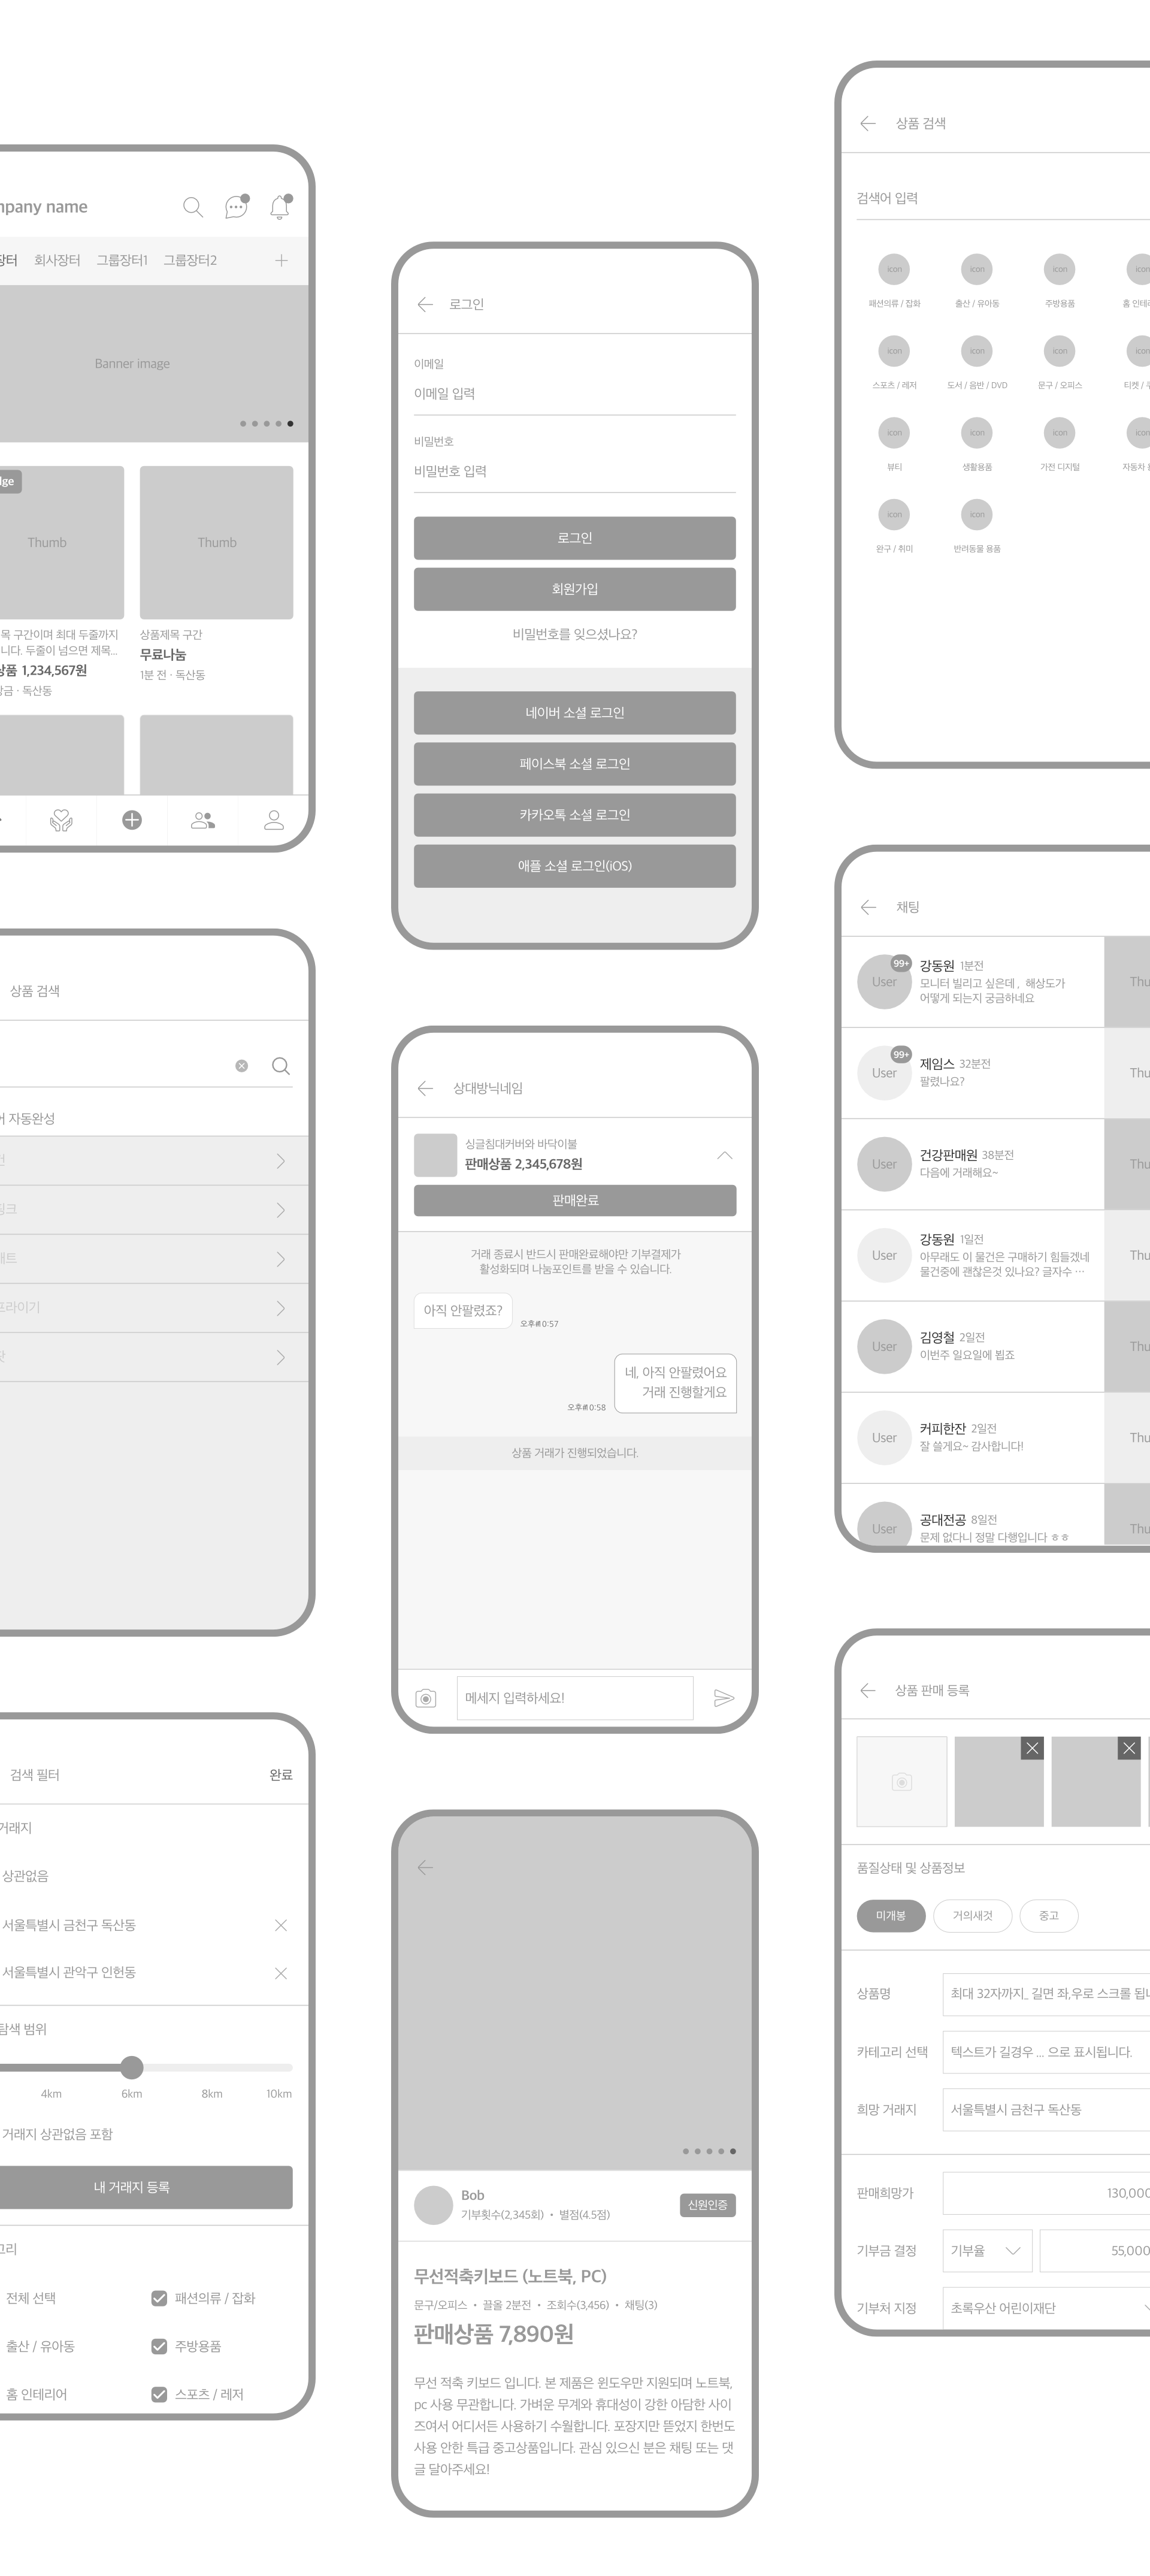 mpany name
장터 회사장터 그룹장터1 그룹장터2
Banner image
dge
Thumb
Thumb
목 구간이며 최대 두줄까지
니다. 두줄이 넘으면 제목...
상품 1,234,567원
방금 · 독산동
상품제목 구간
무료나눔
1분 전 · 독산동
상품 검색
어 자동완성
프라이기
검색 필터
완료
거래지
상관없음
서울특별시 금천구 독산동
서울특별시 관악구 인헌동
탐색 범위
4km 6km 8km 10km
거래지 상관없음 포함
내 거래지 등록
고리
전체 선택
패션의류 / 잡화
출산 / 유아동
주방용품
홈 인테리어
스포츠 / 레저
로그인
이메일
이메일 입력
비밀번호
비밀번호 입력
로그인
회원가입
비밀번호를 잊으셨나요?
네이버 소셜 로그인
페이스북 소셜 로그인
카카오톡 소셜 로그인
애플 소셜 로그인(iOS)
상대방닉네임
싱글침대커버와 바닥이불
판매상품 2,345,678원
판매완료
거래 종료시 반드시 판매완료해야만 기부결제가
활성화되며 나눔포인트를 받을 수 있습니다.
아직 안팔렸죠?
네, 아직 안팔렸어요
거래 진행할게요
상품 거래가 진행되었습니다.
메세지 입력하세요!
Bob
기부횟수(2,345회) • 별점(4.5점)
신원인증
무선적축키보드 (노트북, PC)
문구/오피스 • 끌올 2분전 • 조회수(3,456) • 채팅(3)
판매상품 7,890원
무선 적축 키보드 입니다. 본 제품은 윈도우만 지원되며 노트북,
pc 사용 무관합니다. 가벼운 무게와 휴대성이 강한 아담한 사이
즈여서 어디서든 사용하기 수월합니다. 포장지만 뜯었지 한번도
사용 안한 특급 중고상품입니다. 관심 있으신 분은 채팅 또는 댓
글 달아주세요!
상품 검색
검색어 입력
icon icon icon icon
패션의류 / 잡화 출산 / 유아동 주방용품 홈 인테리
icon icon icon icon
스포츠 / 레저 도서 / 음반 / DVD 문구 / 오피스 티켓 / 쿠
icon icon icon icon
뷰티 생활용품 가전 디지털 자동차
icon icon
완구 / 취미 반려동물 용품
채팅
User
99+
강동원 1분전
모니터 빌리고 싶은데 , 해상도가
어떻게 되는지 궁금하네요
Thu
User
99+
제임스 32분전
팔렸나요?
Thu
User
건강판매원 38분전
다음에 거래해요~
Thu
User
강동원 1일전
아무래도 이 물건은 구매하기 힘들겠네
물건중에 괜찮은것 있나요? 글자수 ···
Thu
User
김영철 2일전
이번주 일요일에 뵙죠
Thu
User
커피한잔 2일전
잘 쓸게요~ 감사합니다!
Thu
User
공대전공 8일전
문제 없다니 정말 다행입니다 ㅎㅎ
Thu
상품 판매 등록
품질상태 및 상품정보
미개봉 거의새것 중고
상품명
최대 32자까지_ 길면 좌,우로 스크롤 됩니
카테고리 선택
텍스트가 길경우 ... 으로 표시됩니다.
희망 거래지
서울특별시 금천구 독산동
판매희망가
130,000
기부금 결정
기부율
55,000
기부처 지정
초록우산 어린이재단